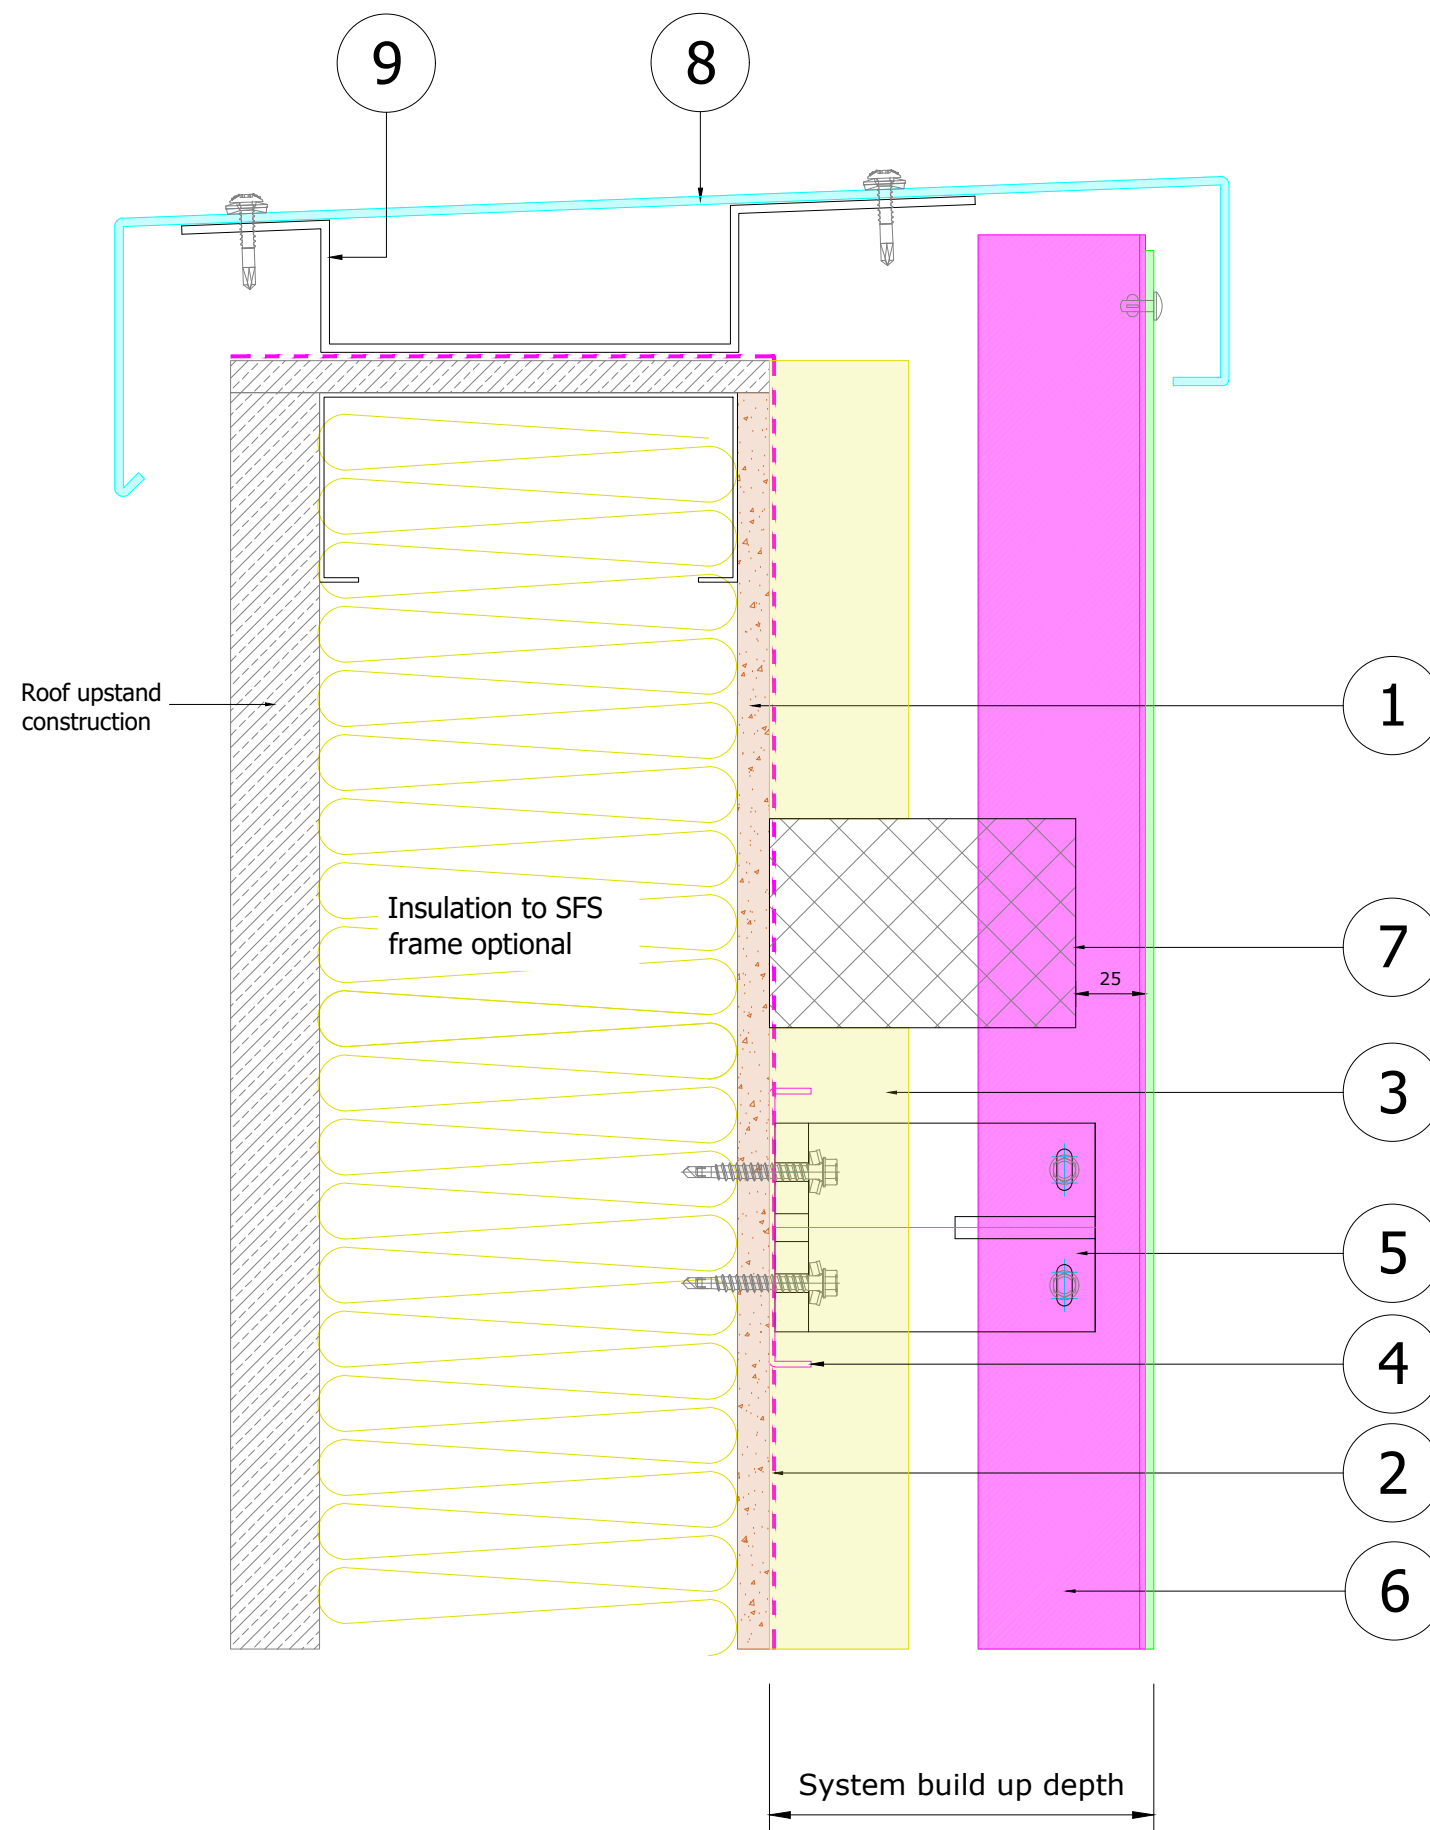 9
8
Roof upstand
construction
1
Insulation to SFS
frame optional
7
25
3
5
4
2
6
System build up depth